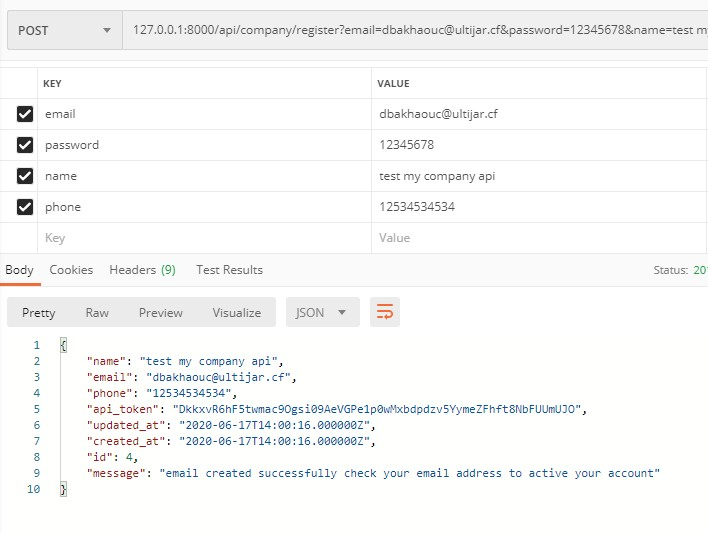 POST 127.0.0.1:8000/api/company/register?email=dbakhaouc@ultijar.cf&password=12345678&name=test m
KEY VALUE
email dbakhaouc@ultijar.cf
password 12345678
name test my company api
phone 12534534534
Key Value
Body Cookies Headers (9) Test Results Status: 20
Pretty Raw Preview Visualize JSON
1 {
2 "name": "test my company api",
3 "email": "dbakhaouc@ultijar.cf",
4 "phone": "12534534534",
5 "api_token": "DkkxvR6hF5twmac9Ogsi09AeVGPe1p0wMxbdpdzv5YymeZFhft8NbFUUmUJO",
6 "updated_at": "2020-06-17T14:00:16.000000Z",
7 "created_at": "2020-06-17T14:00:16.000000Z",
8 "id": 4,
9 "message": "email created successfully check your email address to active your account"
10 }